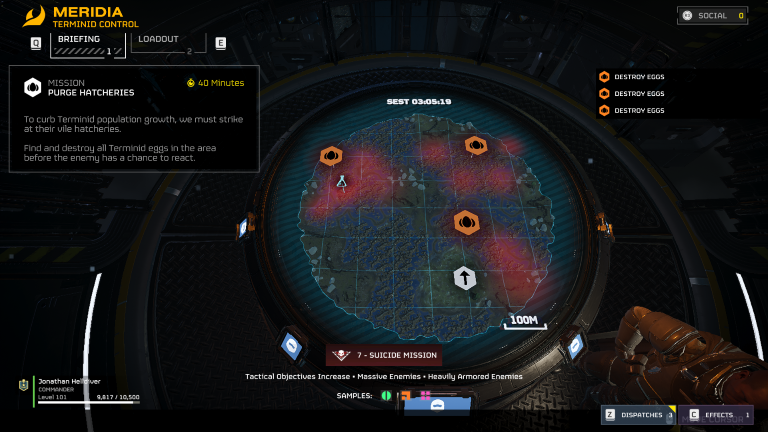 MERIDIA
TERMINID CONTROL
SOCIAL 0
Q BRIEFING 1 LOADOUT 2 E
MISSION
PURGE HATCHERIES
40 Minutes
To curb Terminid population growth, we must strike
at their vile hatcheries.
Find and destroy all Terminid eggs in the area
before the enemy has a chance to react.
DESTROY EGGS
DESTROY EGGS
DESTROY EGGS
SEST 03:05:19
100M
7 - SUICIDE MISSION
Tactical Objectives Increase • Massive Enemies • Heavily Armored Enemies
SAMPLES:
Jonathan Helldiver
COMMANDER
Level 101 9,817 / 10,500
Z DISPATCHES 3
C EFFECTS 1
CURSOR